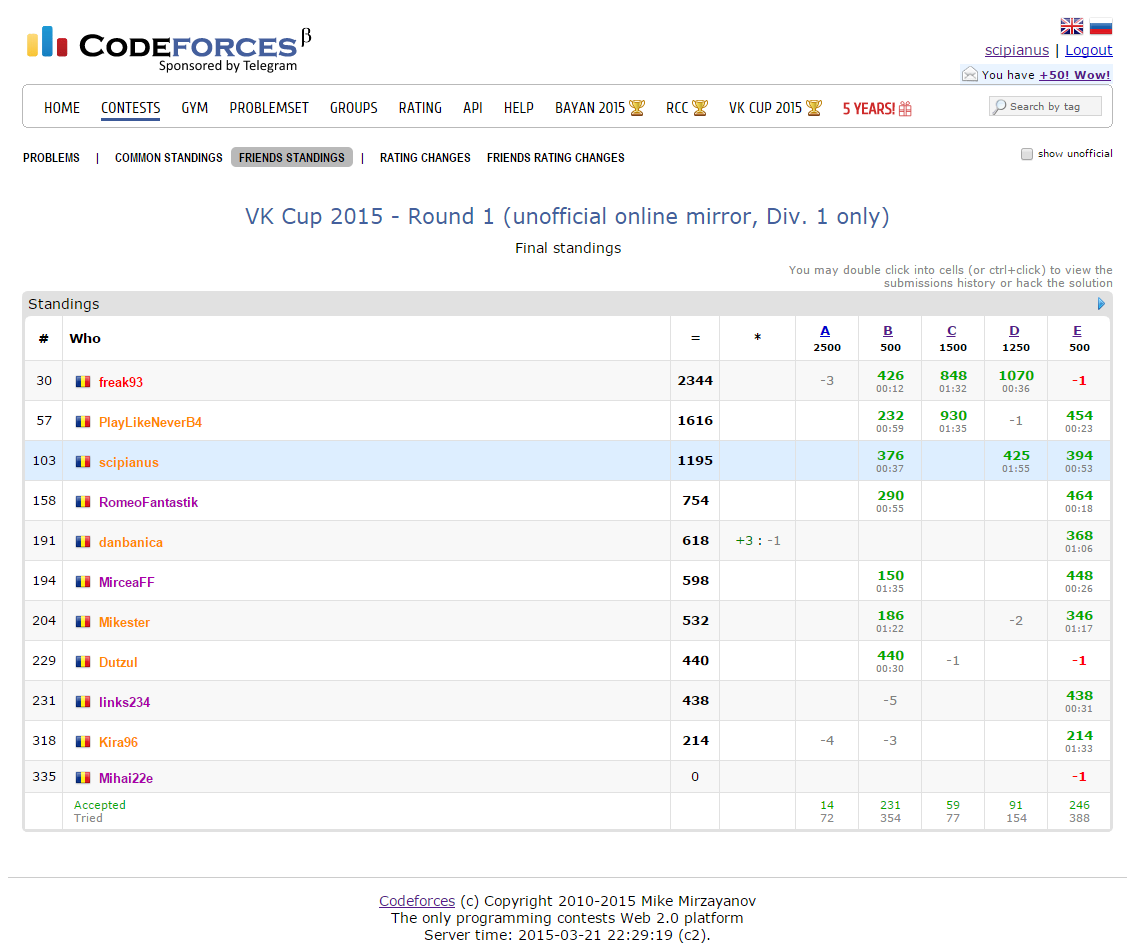 CODEFORCES β
Sponsored by Telegram
scipianus | Logout
You have +50! Wow!
HOME CONTESTS GYM PROBLEMSET GROUPS RATING API HELP BAYAN 2015 RCC VK CUP 2015 5 YEARS! Search by tag
PROBLEMS | COMMON STANDINGS FRIENDS STANDINGS | RATING CHANGES FRIENDS RATING CHANGES show unofficial
VK Cup 2015 - Round 1 (unofficial online mirror, Div. 1 only)
Final standings
You may double click into cells (or ctrl+click) to view the
submissions history or hack the solution
Standings
# Who = * A B C D E
2500 500 1500 1250 500
30 freak93 2344 -3 426 848 1070 -1
00:12 01:32 00:36
57 PlayLikeNeverB4 1616 232 930 -1 454
00:59 01:35 00:23
103 scipianus 1195 376 425 394
00:37 01:55 00:53
158 RomeoFantastik 754 290 464
00:55 00:18
191 danbanica 618 +3 : -1 368
01:06
194 MirceaFF 598 150 448
01:35 00:26
204 Mikester 532 186 -2 346
01:22 01:17
229 Dutzul 440 440 -1 -1
00:30
231 links234 438 -5 438
00:31
318 Kira96 214 -4 -3 214
01:33
335 Mihai22e 0 -1
Accepted 14 231 59 91 246
Tried 72 354 77 154 388
Codeforces (c) Copyright 2010-2015 Mike Mirzayanov
The only programming contests Web 2.0 platform
Server time: 2015-03-21 22:29:19 (c2).